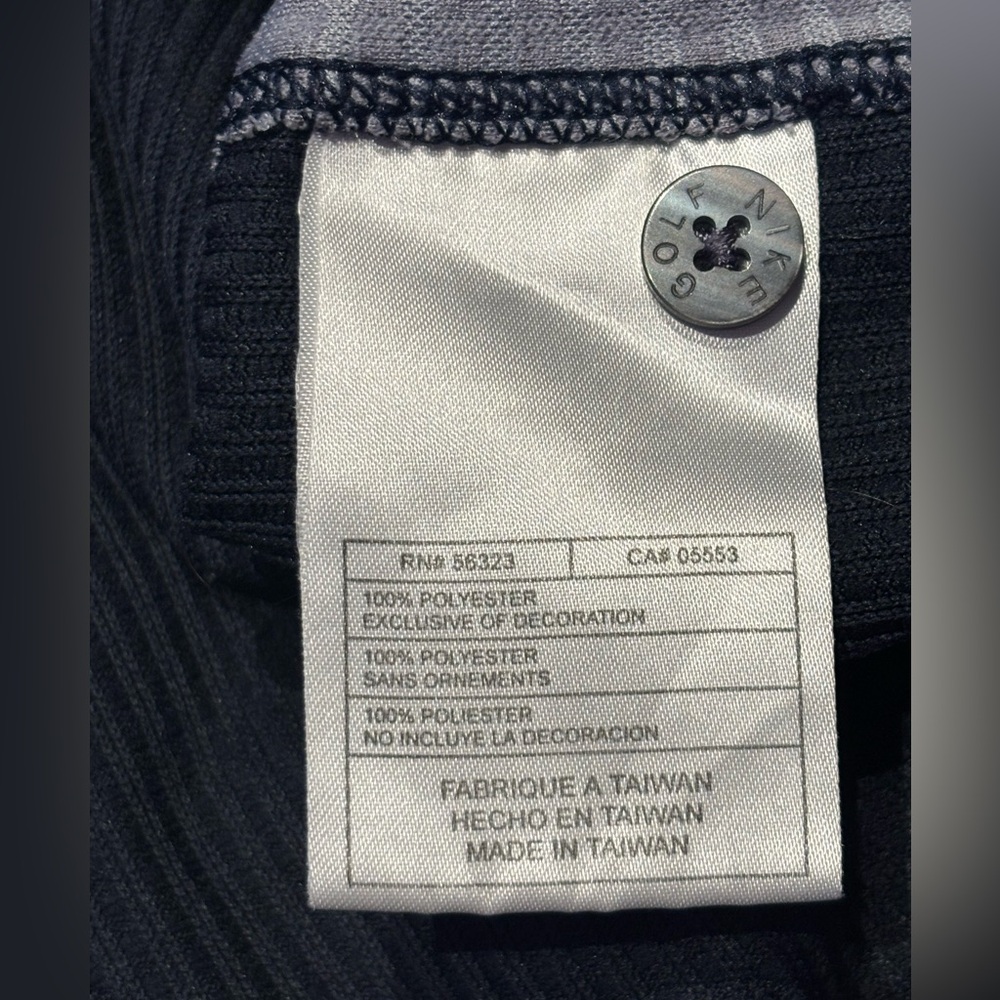 NIKE GOLF
RN# 56323
CA# 05553
100% POLYESTER
EXCLUSIVE OF DECORATION
100% POLYESTER
SANS ORNEMENTS
100% POLIESTER
NO INCLUYE LA DECORACION
FABRIQUE A TAIWAN
HECHO EN TAIWAN
MADE IN TAIWAN